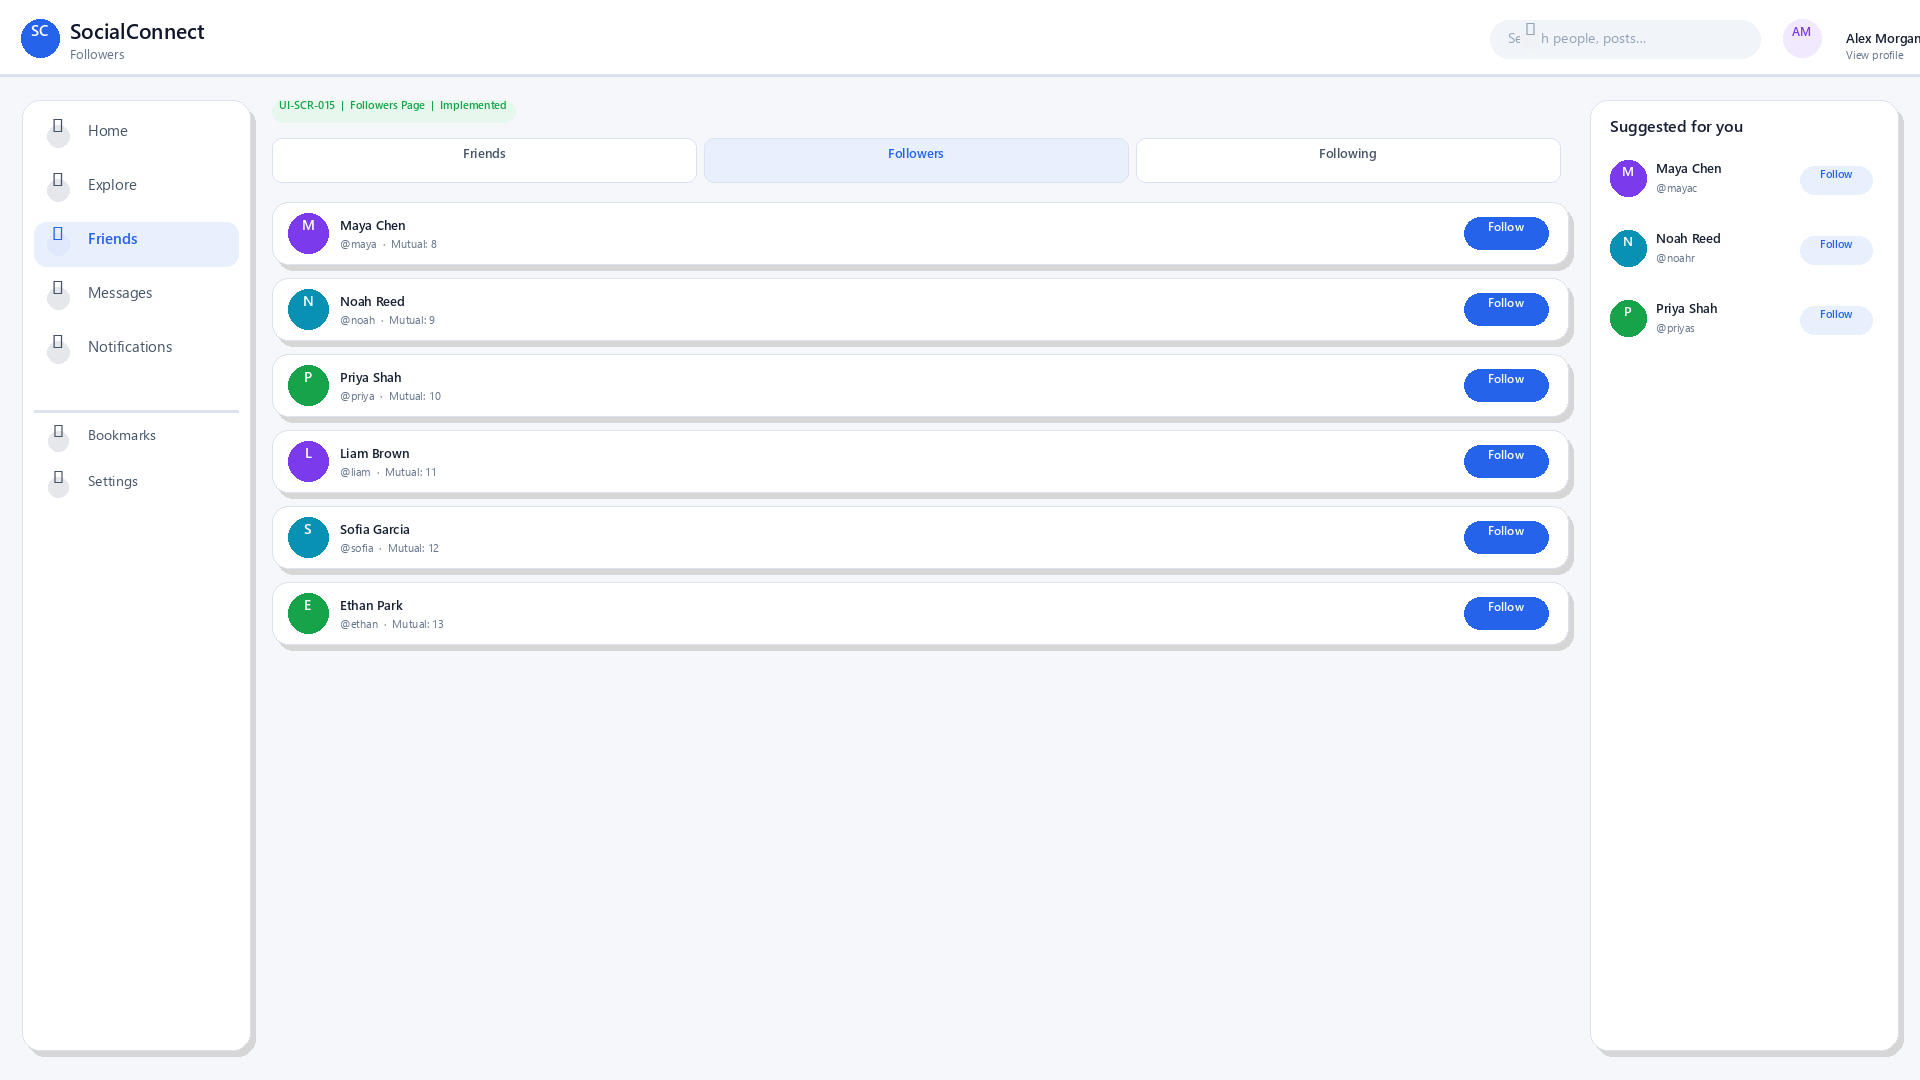 SC
SocialConnect
Followers
h people, posts...
AM
Alex Morgan
View profile
Home
Explore
Friends
Messages
Notifications
Bookmarks
Settings
UI-SCR-015 | Followers Page | Implemented
Friends
Followers
Following
M
Maya Chen
@maya · Mutual: 8
Follow
N
Noah Reed
@noah · Mutual: 9
Follow
P
Priya Shah
@priya · Mutual: 10
Follow
L
Liam Brown
@liam · Mutual: 11
Follow
S
Sofia Garcia
@sofia · Mutual: 12
Follow
E
Ethan Park
@ethan · Mutual: 13
Follow
Suggested for you
M
Maya Chen
@mayac
Follow
N
Noah Reed
@noahr
Follow
P
Priya Shah
@priyas
Follow